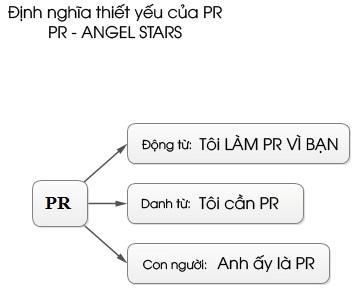 Định nghĩa thiết yếu của PR
PR - ANGEL STARS
Động từ: Tôi LÀM PR VÌ BẠN
PR
Danh từ: Tôi cần PR
Con người: Anh ấy là PR